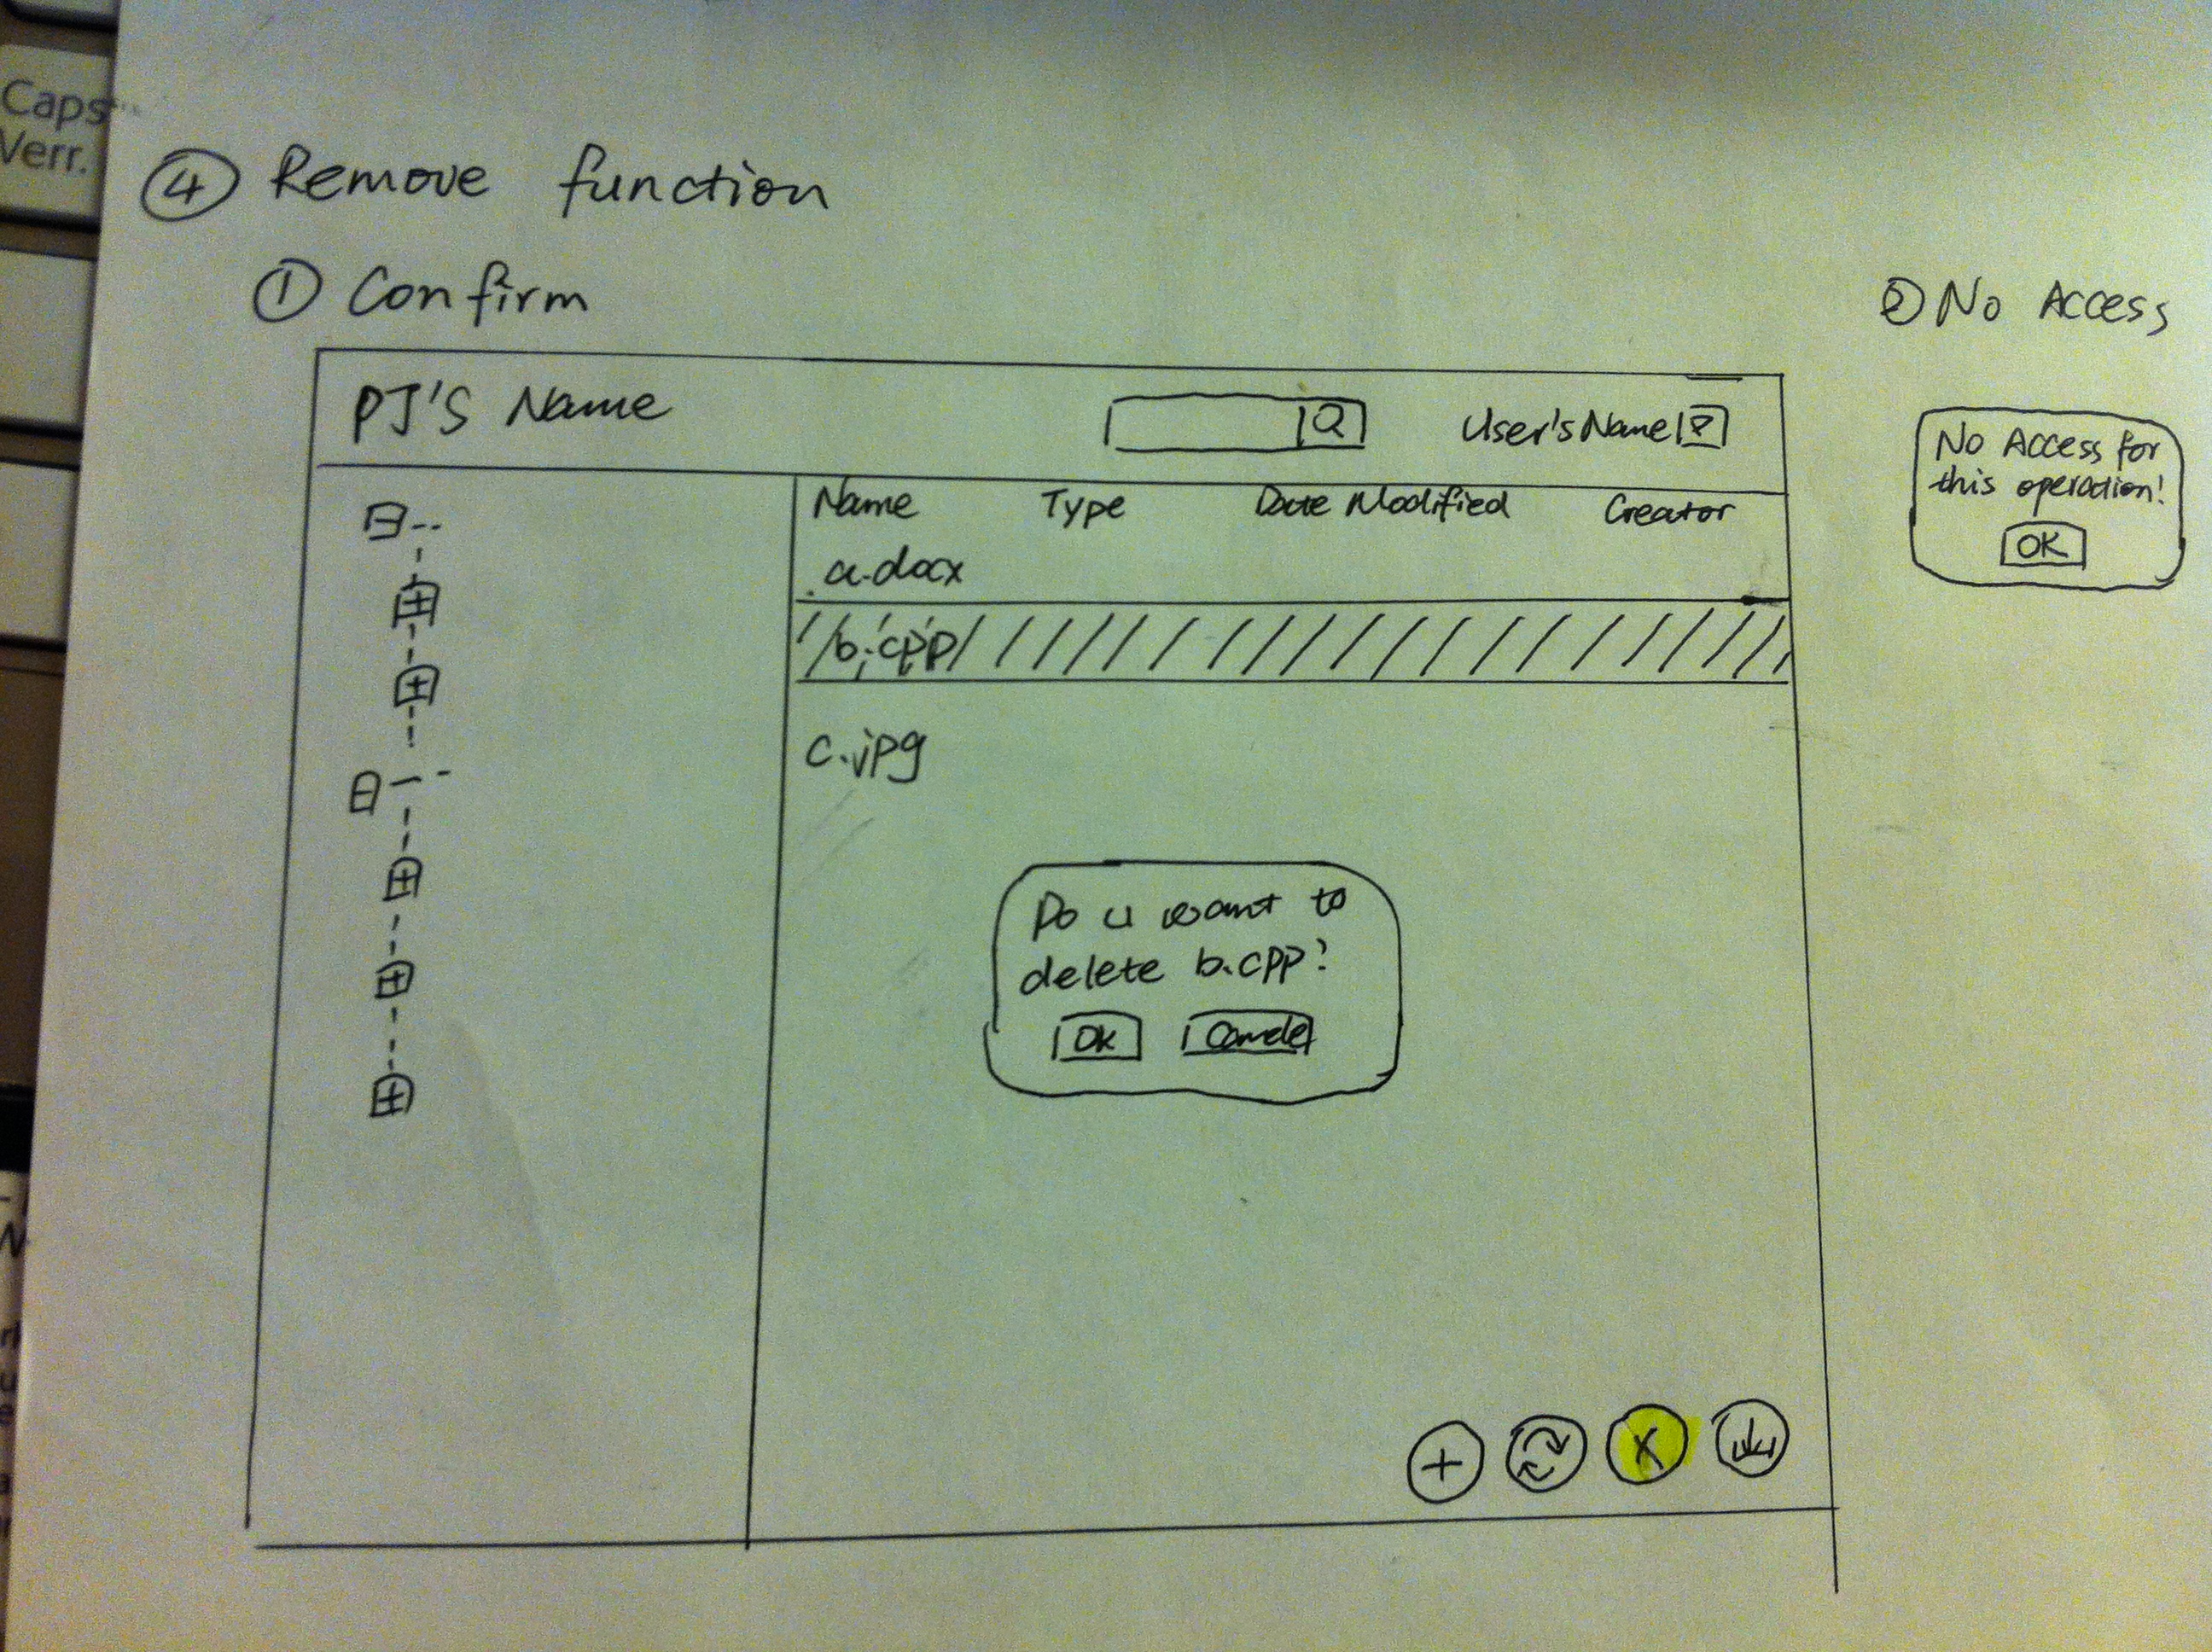 Caps
Verr.
④ Remove function
① Confirm
② No Access
PJ's Name
User's Name
Name Type Date Modified Creator
a.docx
b.cpp
c.jpg
Do u want to
delete b.cpp?
OK Cancel
No Access for
this operation!
OK